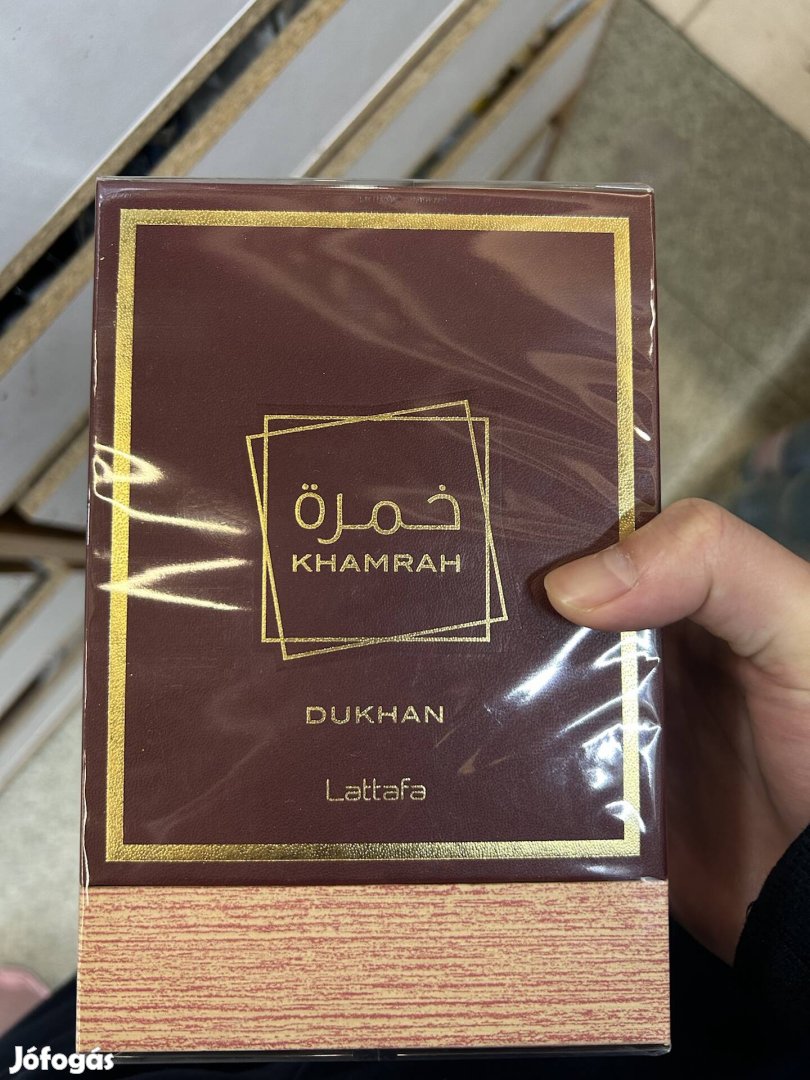 خمرة
KHAMRAH
DUKHAN
Lattafa
Jófogás